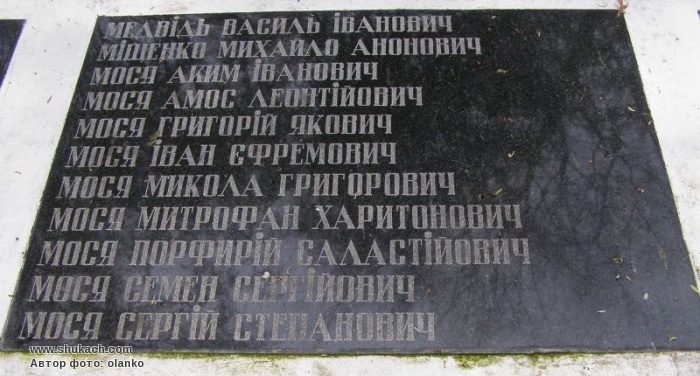 МЕДВІДЬ ВАСИЛЬ ІВАНОВИЧ
МІЩЕНКО МИХАЙЛО АНОНОВИЧ
МОСЯ АКИМ ІВАНОВИЧ
МОСЯ АМОС ЛЕОНТІЙОВИЧ
МОСЯ ГРИГОРІЙ ЯКОВИЧ
МОСЯ ІВАН ЄФРЕМОВИЧ
МОСЯ МИКОЛА ГРИГОРОВИЧ
МОСЯ МИТРОФАН ХАРИТОНОВИЧ
МОСЯ ПОРФИРІЙ САЛАСТІЙОВИЧ
МОСЯ СЕМЕН СЕРГІЙОВИЧ
МОСЯ СЕРГІЙ СТЕПАНОВИЧ
www.shukach.com
Автор фото: olanko